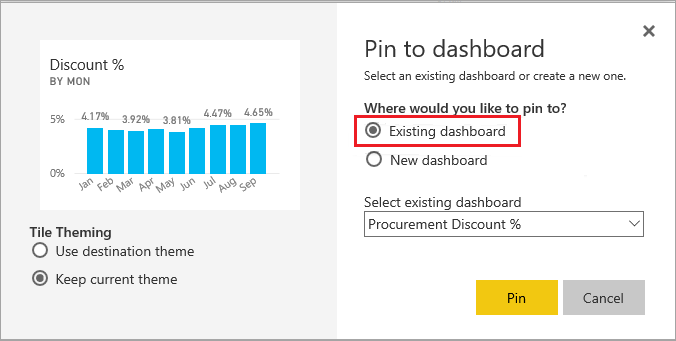 Discount %
BY MON
5%
0%
4.17% 3.92% 3.81% 4.47% 4.65%
Jan Feb Mar Apr May Jun Jul Aug Sep
Tile Theming
Use destination theme
Keep current theme
Pin to dashboard
Select an existing dashboard or create a new one.
Where would you like to pin to?
Existing dashboard
New dashboard
Select existing dashboard
Procurement Discount %
Pin Cancel